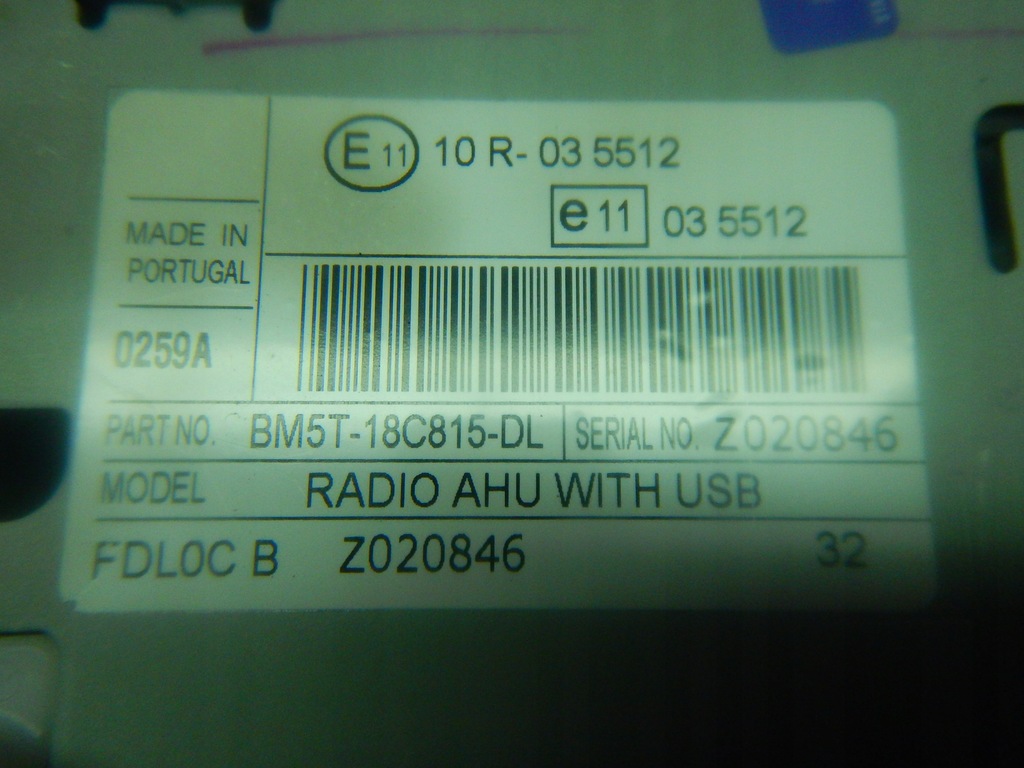 E 11 10 R- 03 5512
e 11 03 5512
MADE IN
PORTUGAL
0259A
PART NO. BM5T-18C815-DL SERIAL NO. Z020846
MODEL RADIO AHU WITH USB
FDL0C B Z020846 32